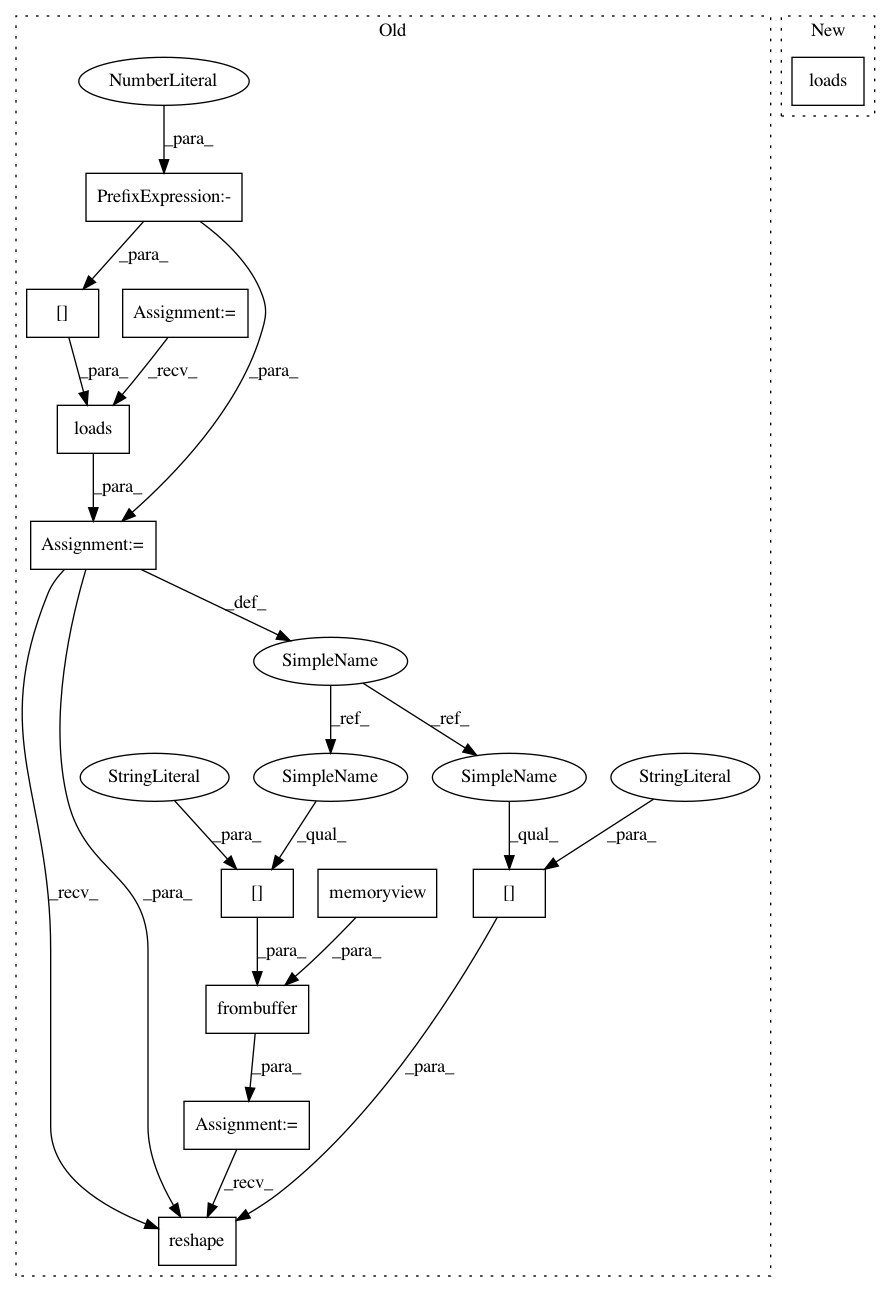 Old
New
NumberLiteral
loads
_para_
PrefixExpression:-
_para_
[]
Assignment:=
_para_
_recv_
_para_
loads
_para_
Assignment:=
_def_
SimpleName
_ref_
_ref_
StringLiteral
SimpleName
SimpleName
StringLiteral
_para_
_qual_
_qual_
_para_
_recv_
_para_
[]
memoryview
[]
_para_
_para_
frombuffer
_para_
_para_
Assignment:=
_recv_
reshape